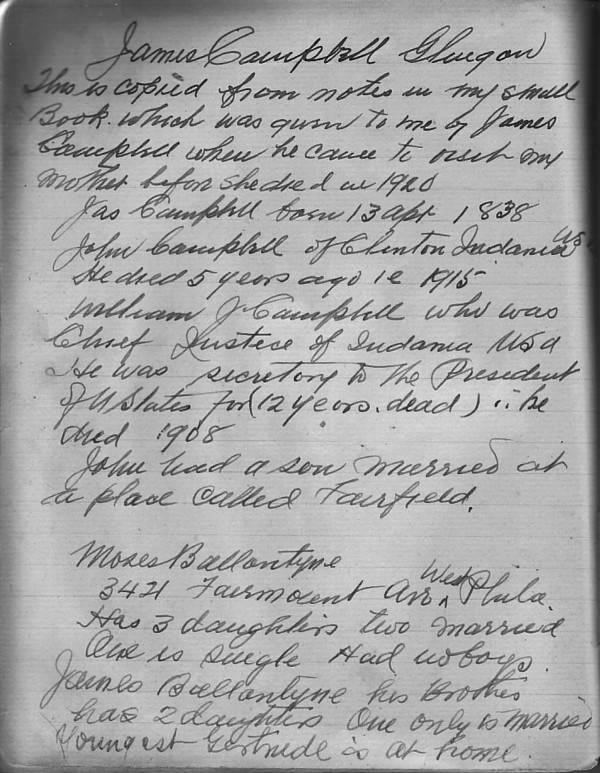 James Campbell Glasgow
This is copied from notes in my small
Book. which was given to me by James
Campbell when he came to visit my
mother before she died in 1920
Jas Campbell born 13 Apr 1838
John Campbell of Clinton Indania US.
He died 5 years ago ie 1915
William J Campbell who was
Chief Justice of Indania USA
He was secretary to the President
of U States for (12 years. dead) ∴ he
died 1908
John had a son married at
a place called Fairfield.
Moses Ballantyne
3421 Fairmount Ave West Phila.
Has 3 daughters two married
One is single Had no boys.
James Ballantyne his Brother
has 2 daughters One only is married
Youngest Gertrude is at home.